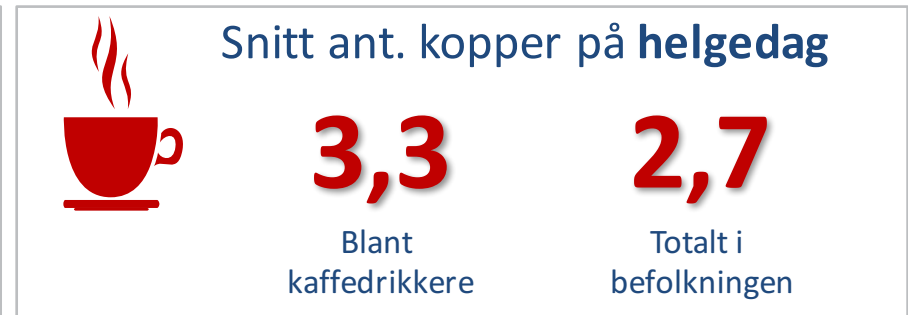 Snitt ant. kopper på helgedag
3,3
2,7
Blant
kaffedrikkere
Totalt i
befolkningen